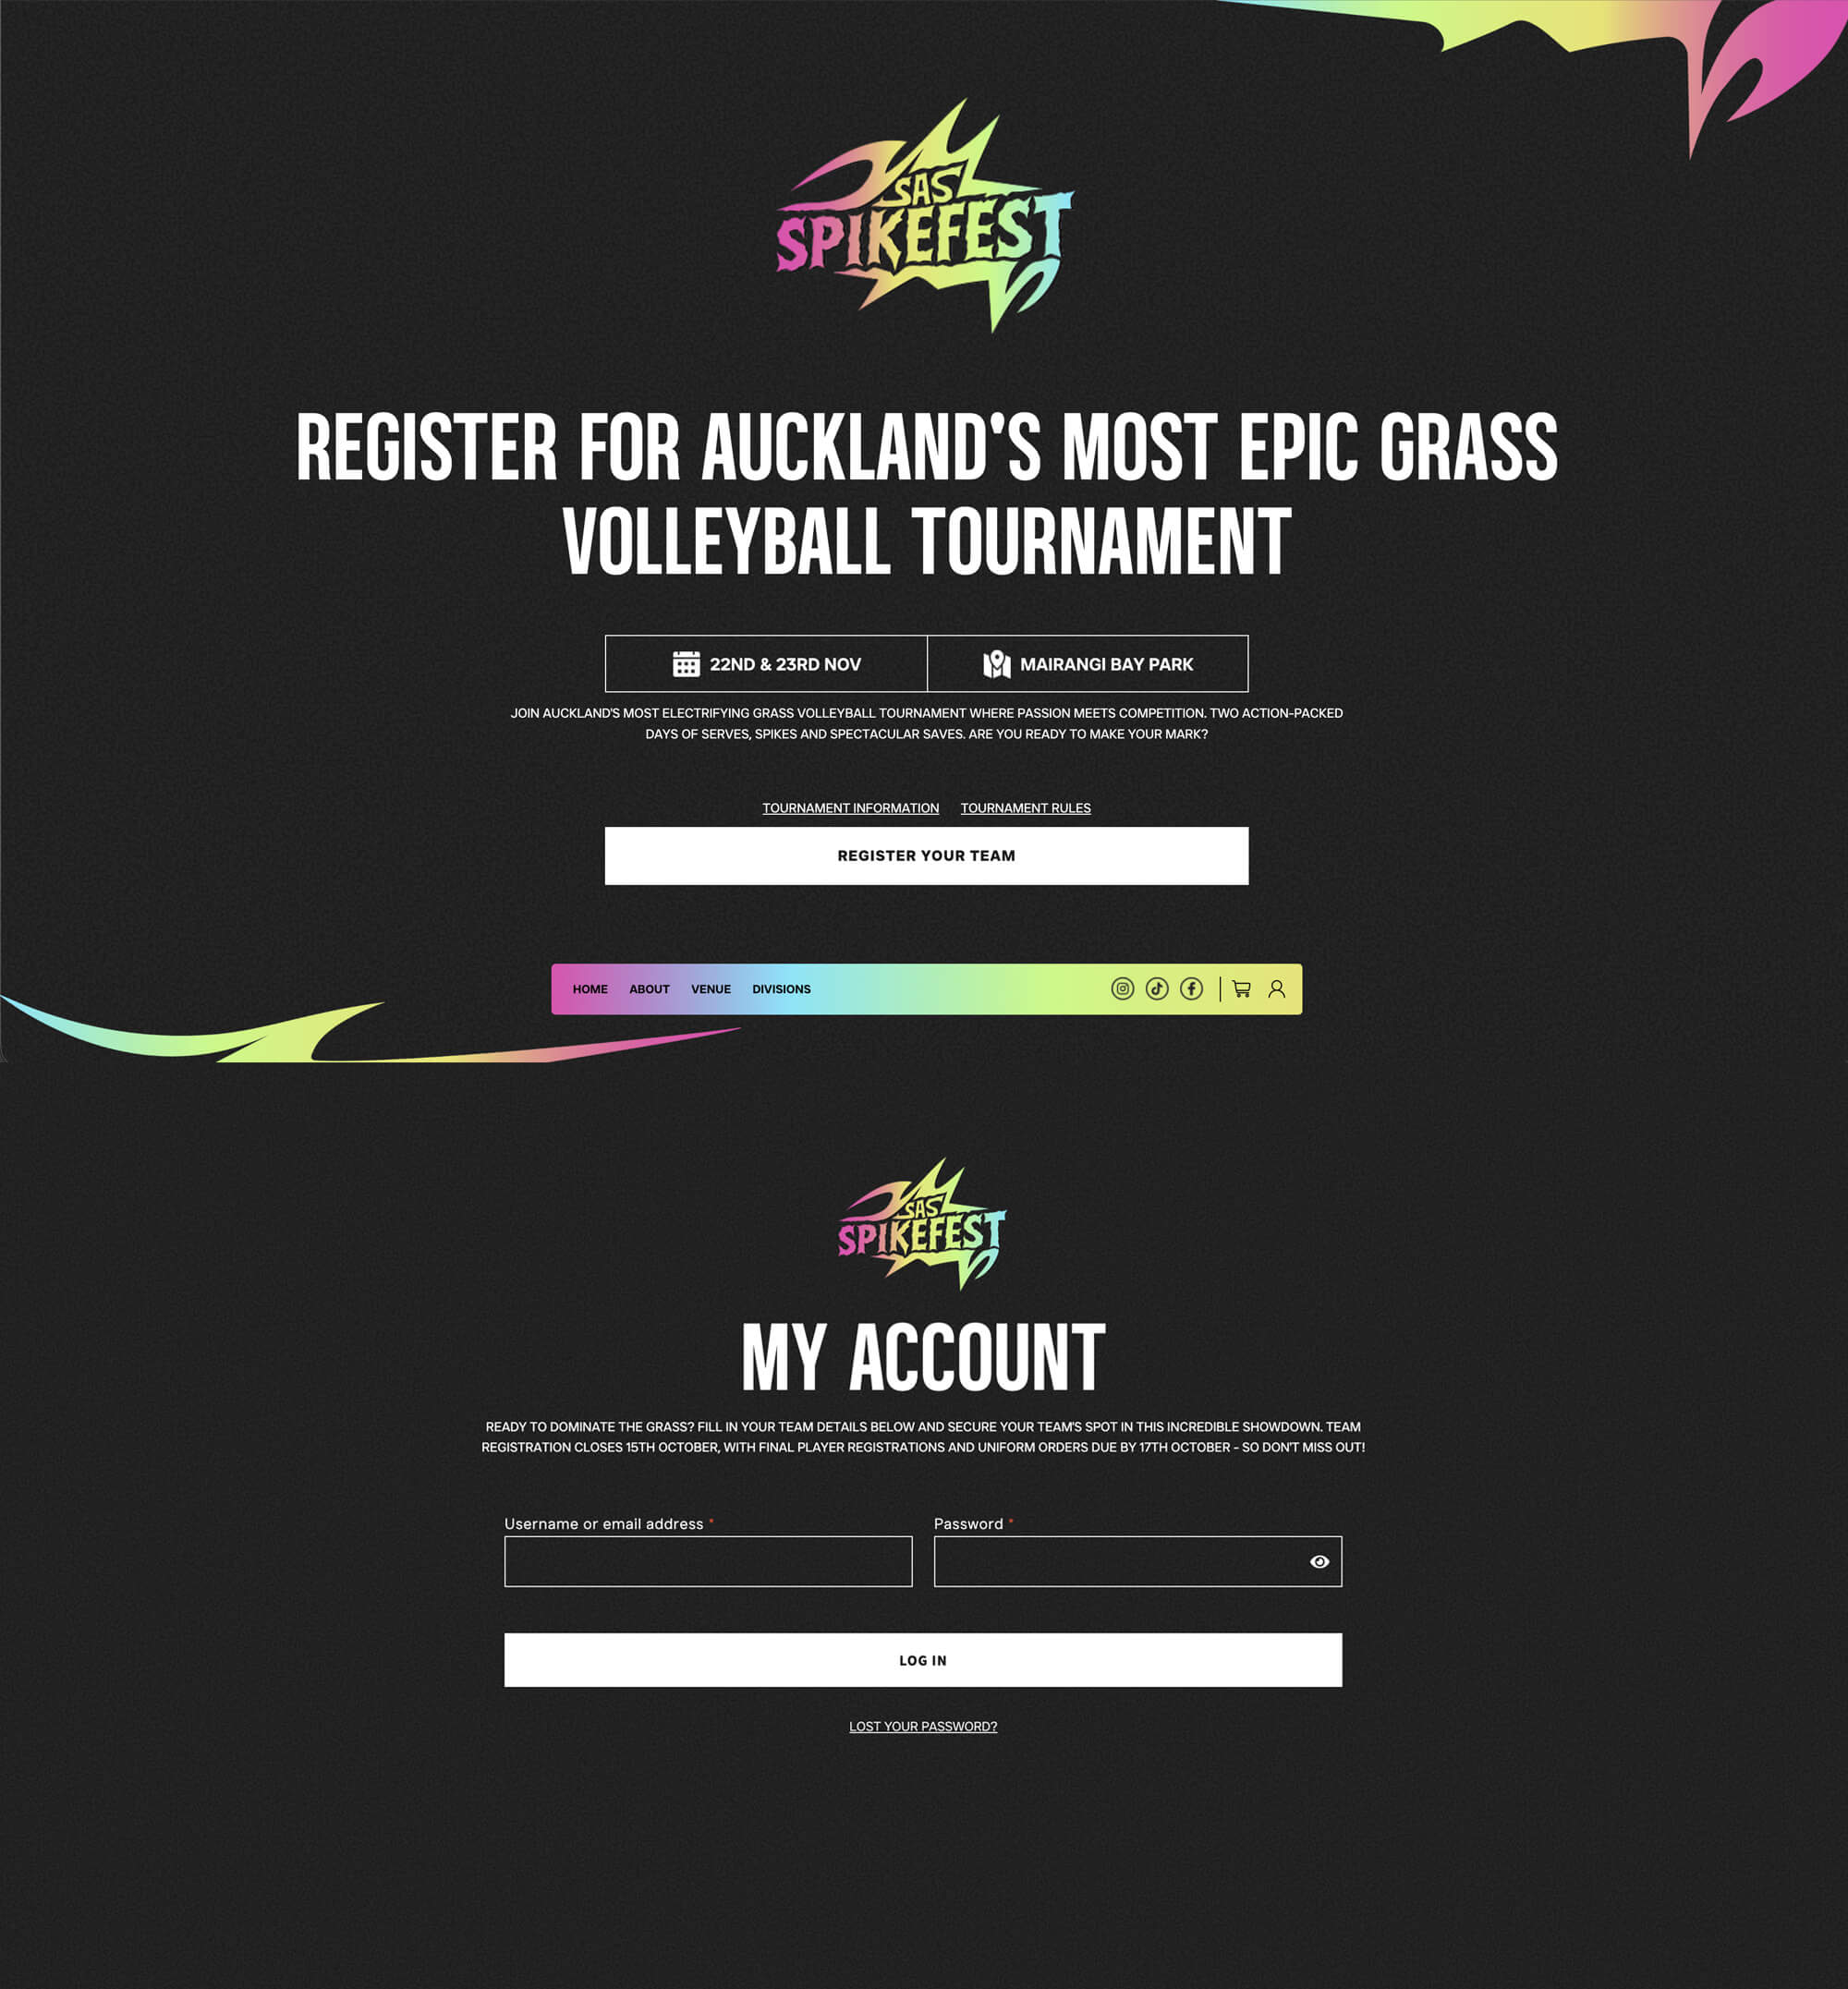 SAS
SPIKEFEST
REGISTER FOR AUCKLAND'S MOST EPIC GRASS
VOLLEYBALL TOURNAMENT
22ND & 23RD NOV
MAIRANGI BAY PARK
JOIN AUCKLAND'S MOST ELECTRIFYING GRASS VOLLEYBALL TOURNAMENT WHERE PASSION MEETS COMPETITION. TWO ACTION-PACKED
DAYS OF SERVES, SPIKES AND SPECTACULAR SAVES. ARE YOU READY TO MAKE YOUR MARK?
TOURNAMENT INFORMATION TOURNAMENT RULES
REGISTER YOUR TEAM
HOME ABOUT VENUE DIVISIONS
SAS
SPIKEFEST
MY ACCOUNT
READY TO DOMINATE THE GRASS? FILL IN YOUR TEAM DETAILS BELOW AND SECURE YOUR TEAM'S SPOT IN THIS INCREDIBLE SHOWDOWN. TEAM
REGISTRATION CLOSES 15TH OCTOBER, WITH FINAL PLAYER REGISTRATIONS AND UNIFORM ORDERS DUE BY 17TH OCTOBER - SO DON'T MISS OUT!
Username or email address *
Password *
LOG IN
LOST YOUR PASSWORD?